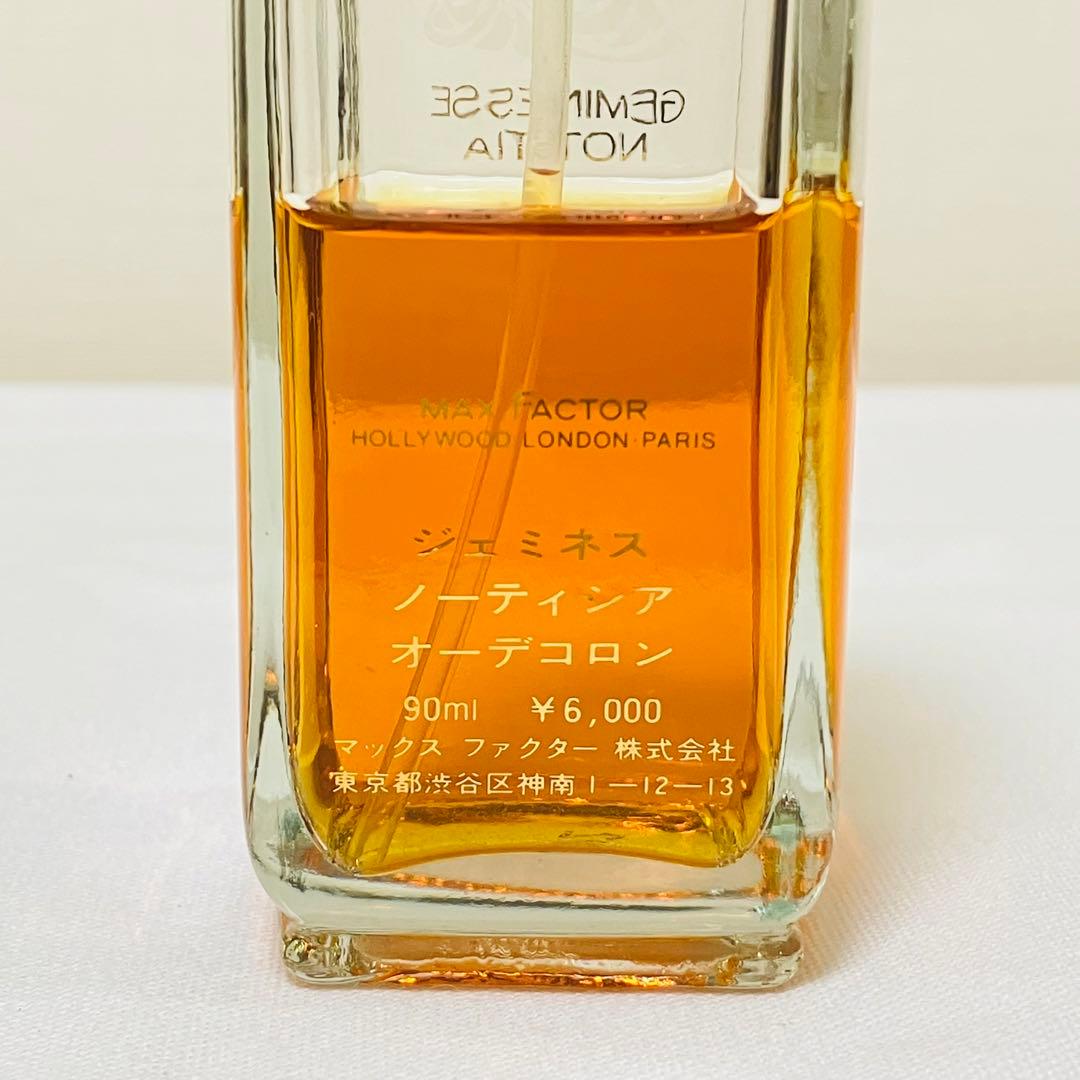 GEMINESSE
MAX FACTOR
HOLLYWOOD·LONDON·PARIS
ジェミネス
ノーティシア
オーデコロン
90ml ¥6,000
マックス ファクター 株式会社
東京都渋谷区神南1-12-13